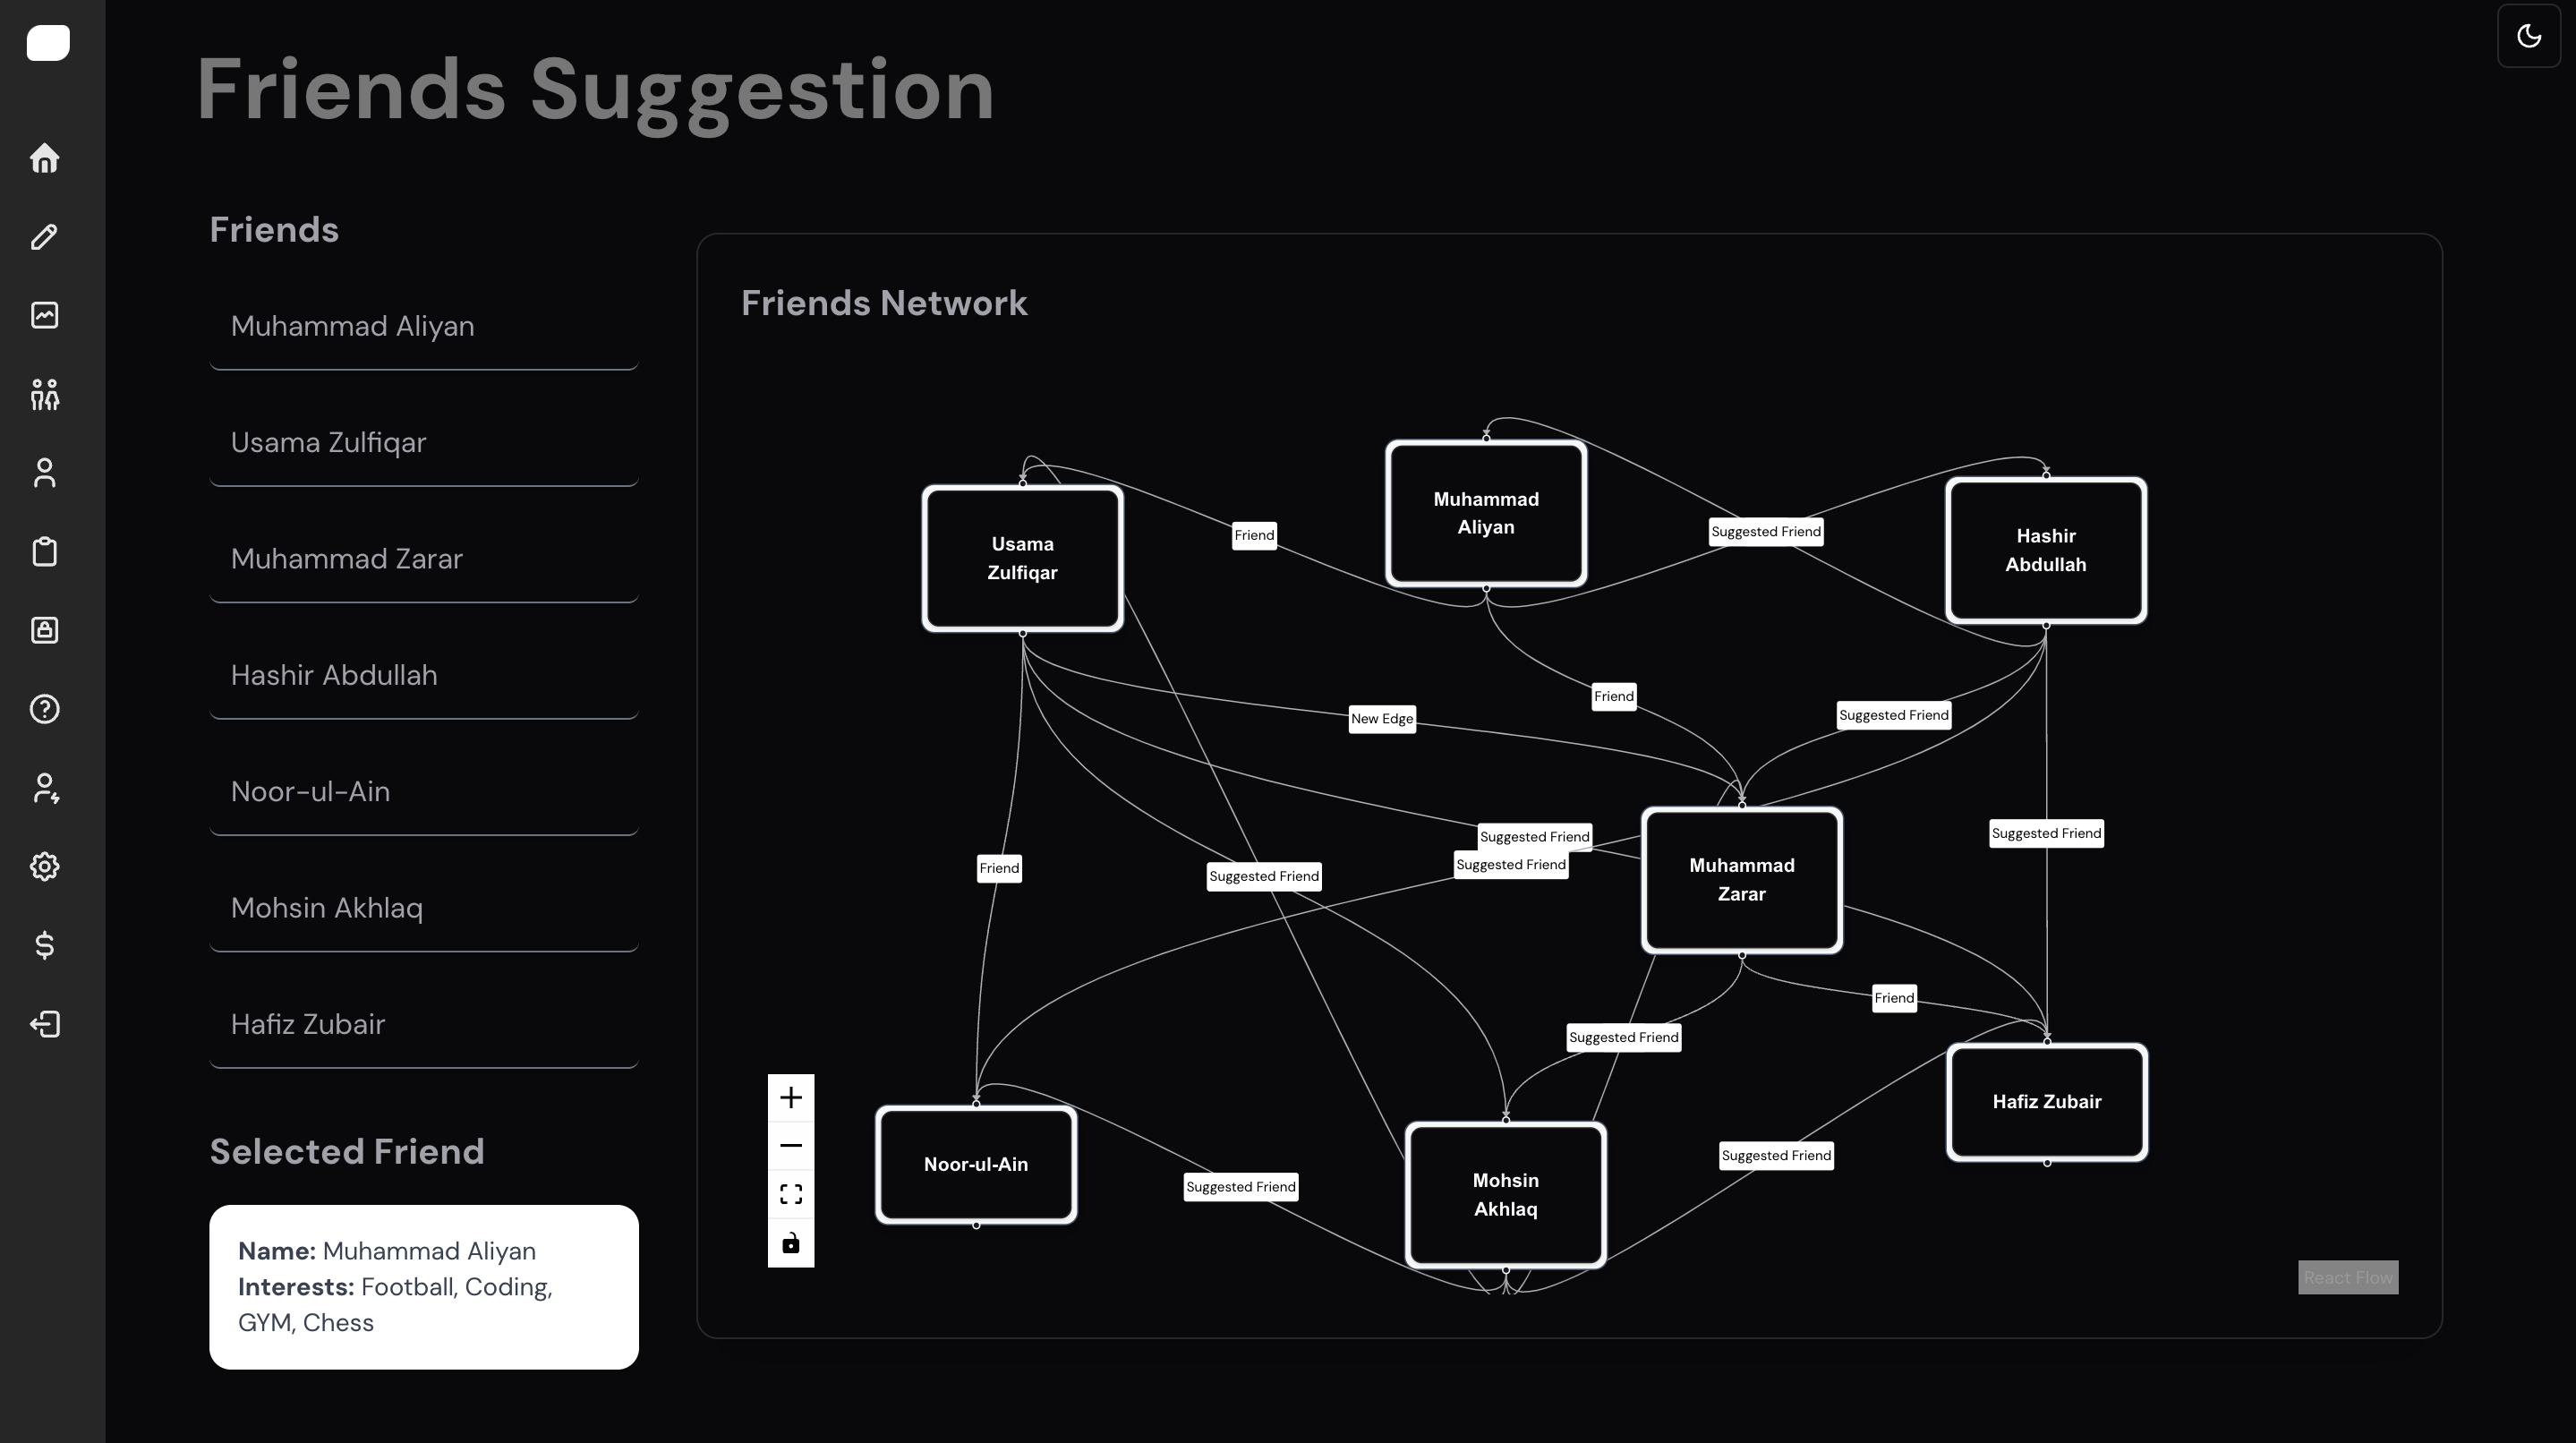 Friends Suggestion
Friends
Muhammad Aliyan
Usama Zulfiqar
Muhammad Zarar
Hashir Abdullah
Noor-ul-Ain
Mohsin Akhlaq
Hafiz Zubair
Selected Friend
Name: Muhammad Aliyan
Interests: Football, Coding,
GYM, Chess
Friends Network
Muhammad
Aliyan
Usama
Zulfiqar
Hashir
Abdullah
Friend
Suggested Friend
Friend
New Edge
Suggested Friend
Suggested Friend
Suggested Friend
Suggested Friend
Friend
Suggested Friend
Muhammad
Zarar
Friend
Suggested Friend
Hafiz Zubair
Noor-ul-Ain
Suggested Friend
Suggested Friend
Mohsin
Akhlaq
React Flow